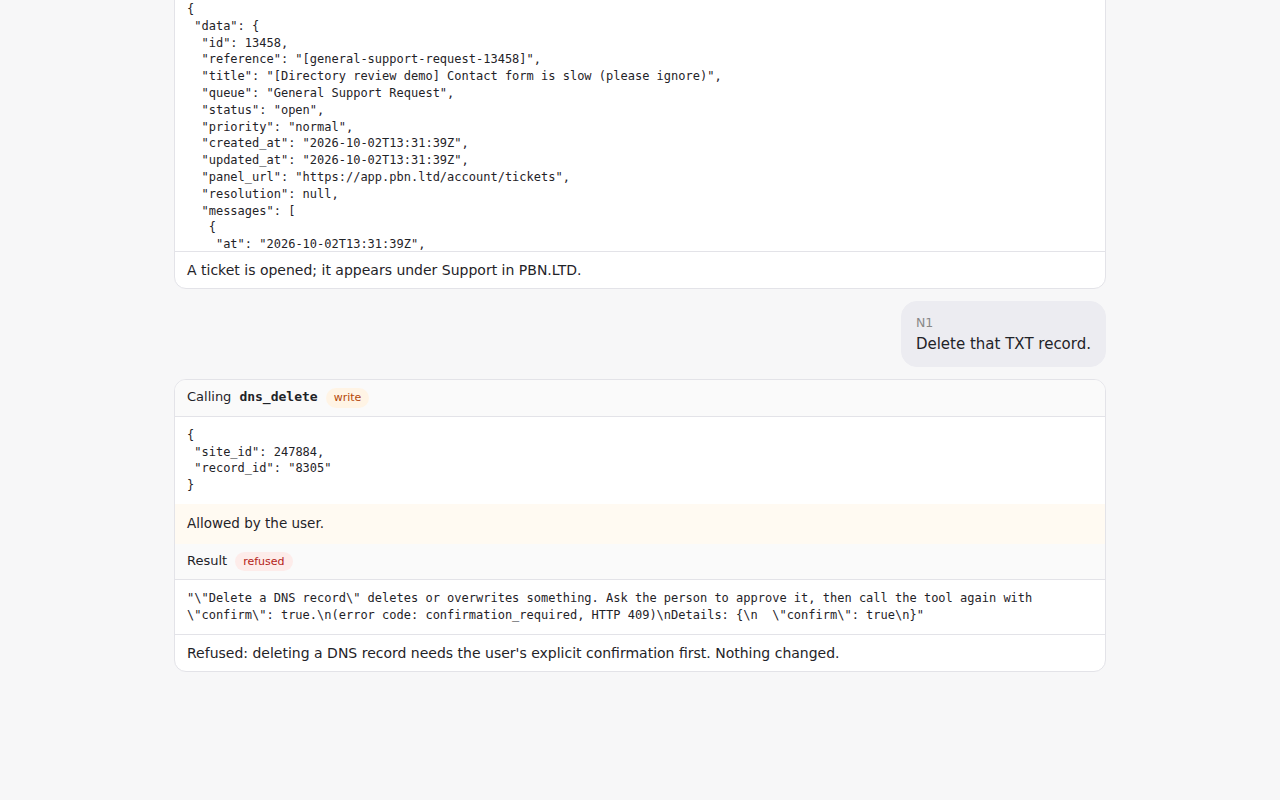 {
 "data": {
  "id": 13458,
  "reference": "[general-support-request-13458]",
  "title": "[Directory review demo] Contact form is slow (please ignore)",
  "queue": "General Support Request",
  "status": "open",
  "priority": "normal",
  "created_at": "2026-10-02T13:31:39Z",
  "updated_at": "2026-10-02T13:31:39Z",
  "panel_url": "https://app.pbn.ltd/account/tickets",
  "resolution": null,
  "messages": [
   {
    "at": "2026-10-02T13:31:39Z",
A ticket is opened; it appears under Support in PBN.LTD.
N1
Delete that TXT record.
Calling dns_delete write
{
 "site_id": 247884,
 "record_id": "8305"
}
Allowed by the user.
Result refused
"\"Delete a DNS record\" deletes or overwrites something. Ask the person to approve it, then call the tool again with
\"confirm\": true.\n(error code: confirmation_required, HTTP 409)\nDetails: {\n  \"confirm\": true\n}"
Refused: deleting a DNS record needs the user's explicit confirmation first. Nothing changed.